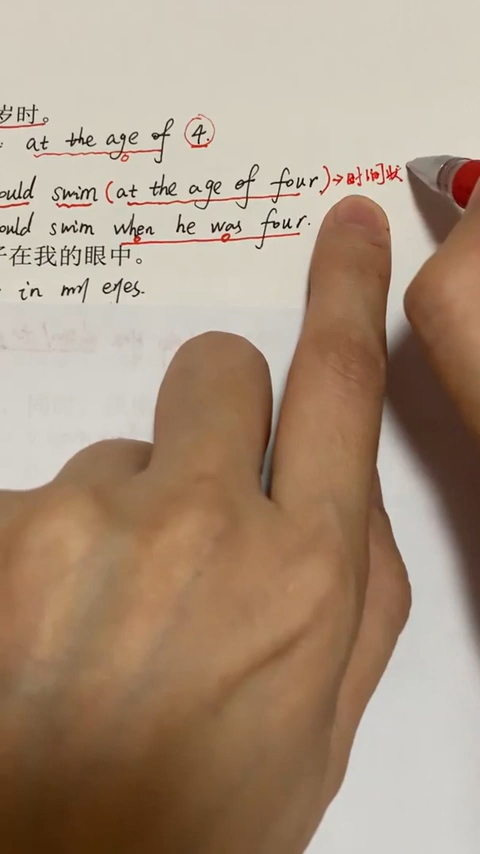 岁时。
at the age of ④.
ould swim (at the age of four.) → 时间状
ould swim when he was four.
在我的眼中。
in my eyes.